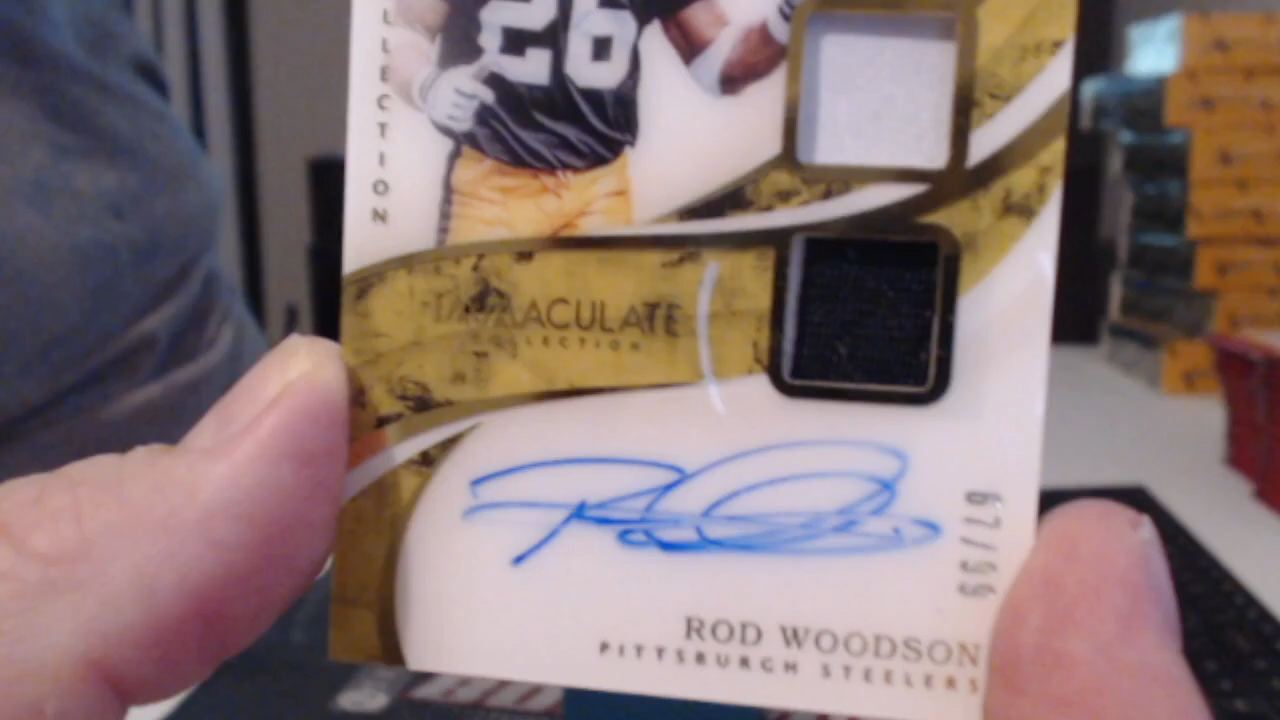 LLECTION
26
IMMACULATE
COLLECTION
67/99
ROD WOODSON
PITTSBURGH STEELERS